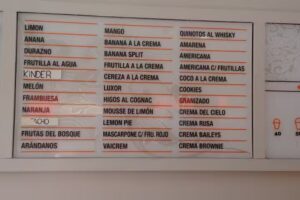 LIMON
ANANA
DURAZNO
FRUTILLA AL AGUA
KINDER
MELÓN
FRAMBUESA
NARANJA
FRUTAS DEL BOSQUE
ARÁNDANOS
MANGO
BANANA A LA CREMA
BANANA SPLIT
FRUTILLA A LA CREMA
CEREZA A LA CREMA
LUXOR
HIGOS AL COGNAC
MOUSSE DE LIMÓN
LEMON PIE
MASCARPONE C/ FRU. ROJO
VAICREM
QUINOTOS AL WHISKY
AMARENA
AMERICANA
AMERICANA C/ FRUTILLAS
COCO A LA CREMA
COOKIES
GRANIZADO
CREMA DEL CIELO
CREMA RUSA
CREMA BAILEYS
CREMA BROWNIE